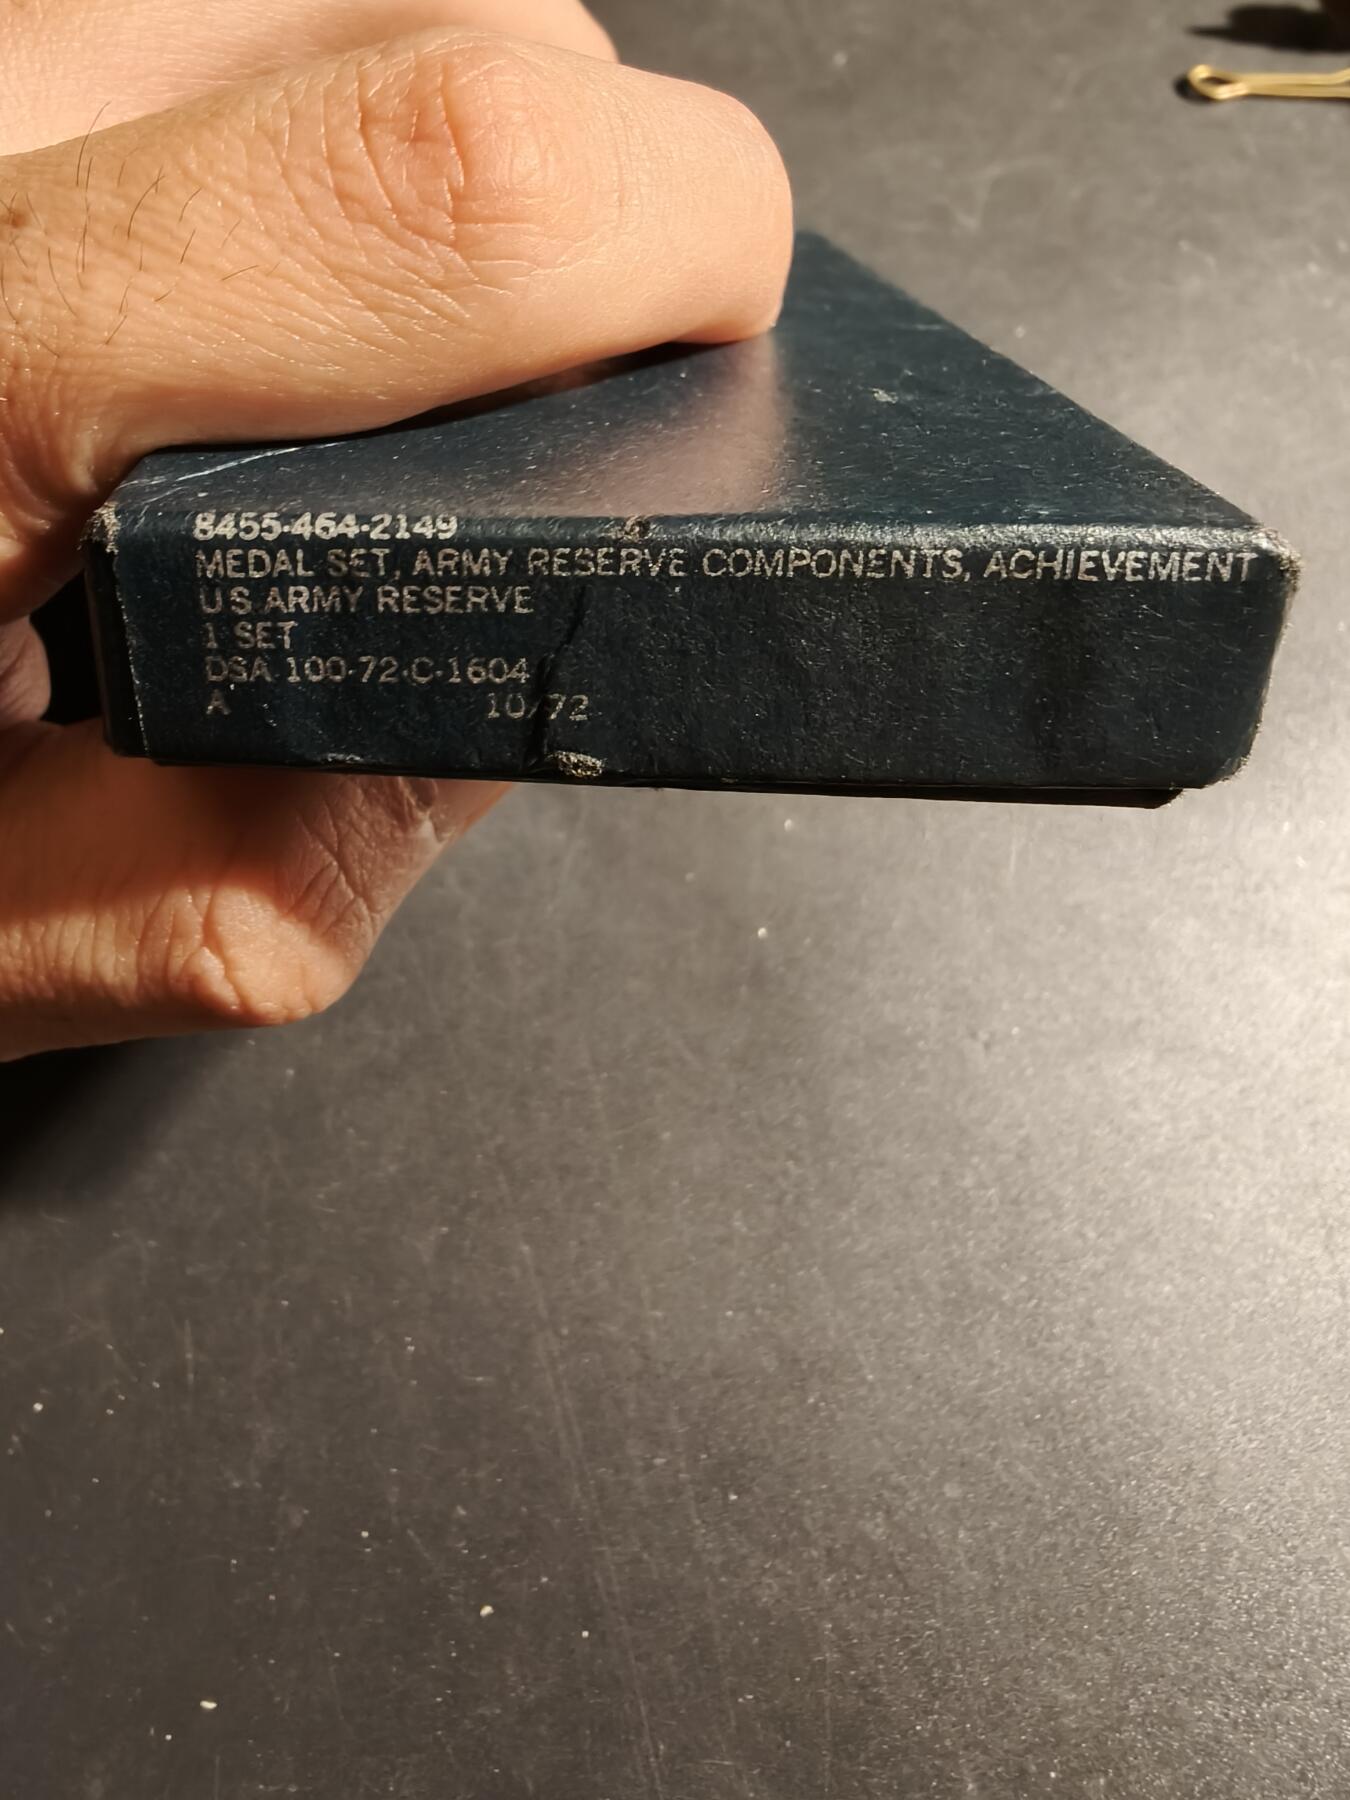 8455-464-2149
MEDAL SET, ARMY RESERVE COMPONENTS, ACHIEVEMENT
U S ARMY RESERVE
1 SET
DSA 100-72-C-1604
A 10/72